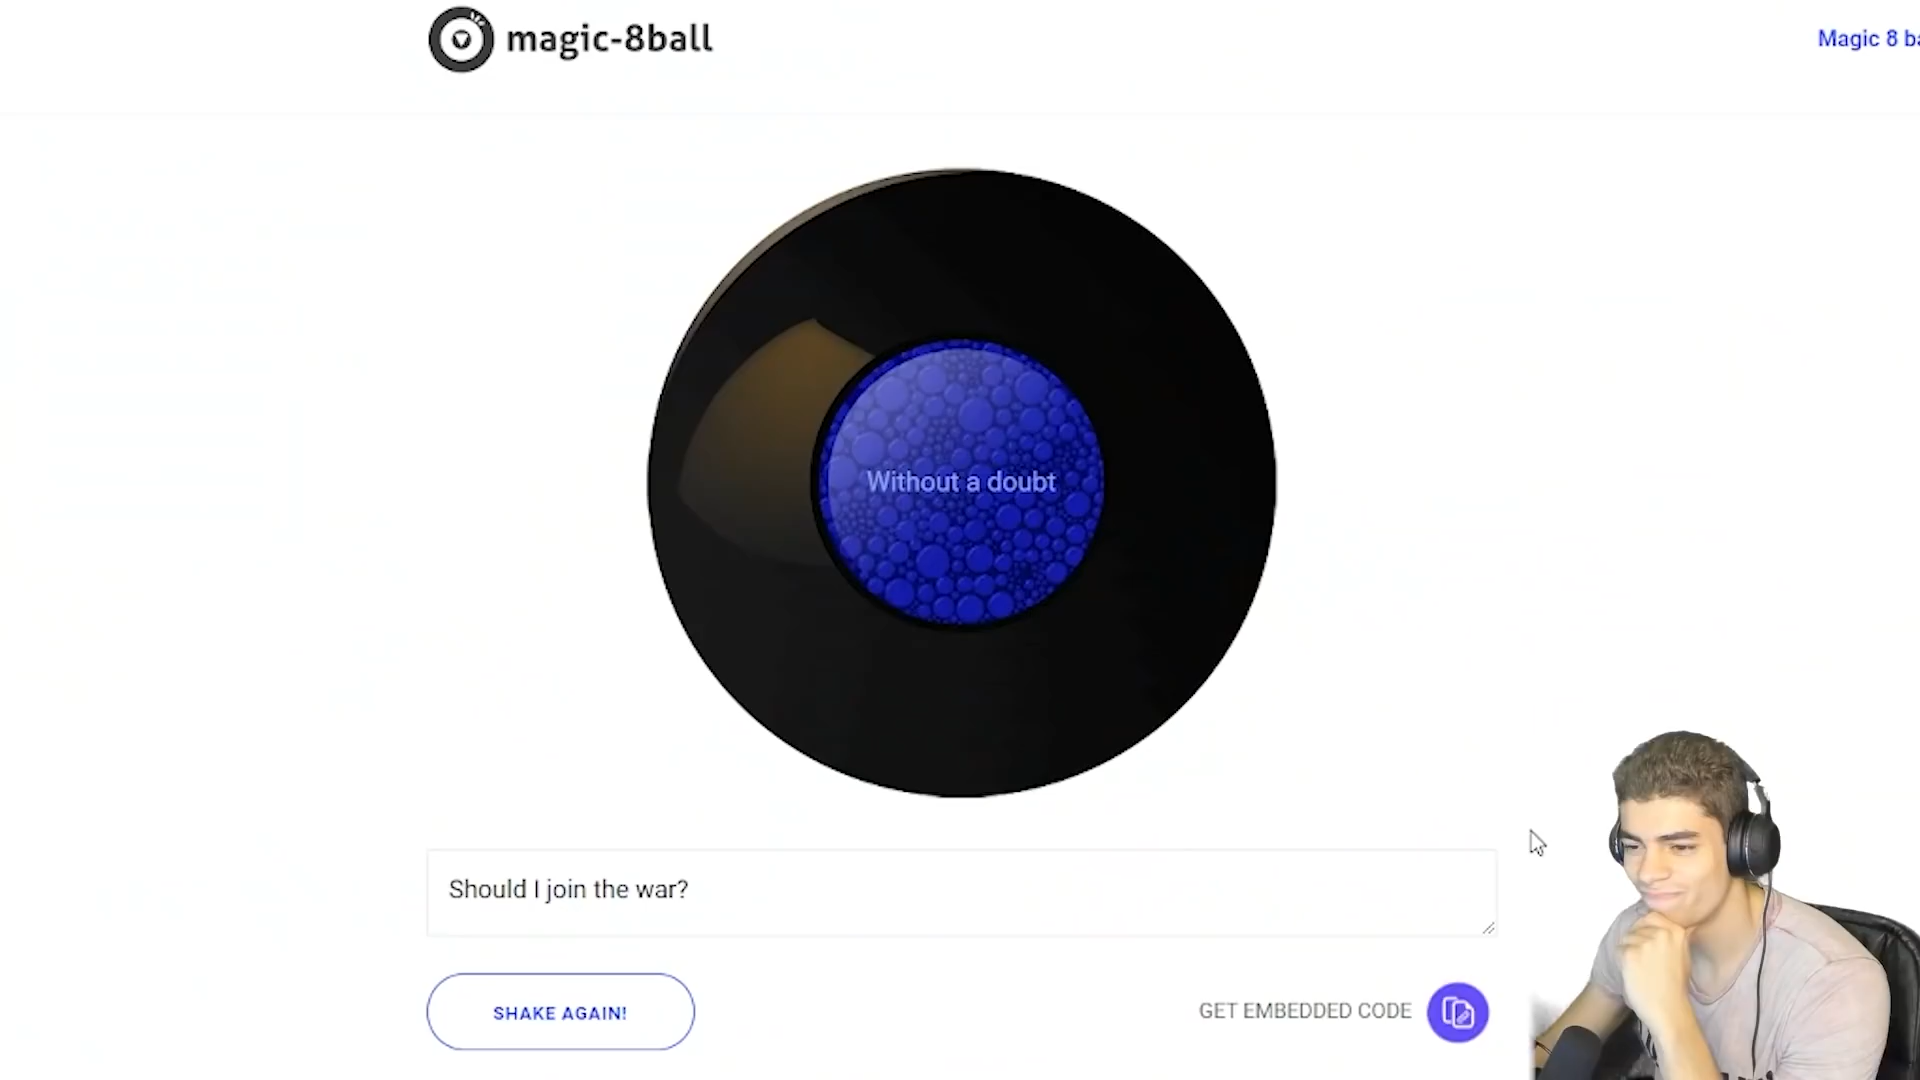 magic-8ball
Magic 8 ba
Without a doubt
Should I join the war?
SHAKE AGAIN!
GET EMBEDDED CODE